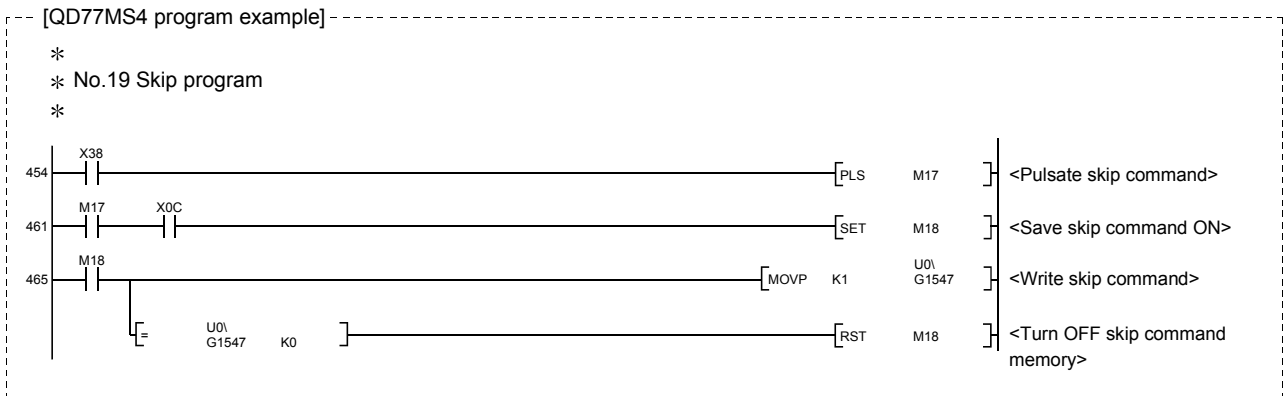 [QD77MS4 program example]
*
* No.19 Skip program
*
X38
454 PLS M17 <Pulsate skip command>
M17 X0C
461 SET M18 <Save skip command ON>
M18
465 MOVP K1 U0\ G1547 <Write skip command>
= U0\ G1547 K0 RST M18 <Turn OFF skip command
memory>